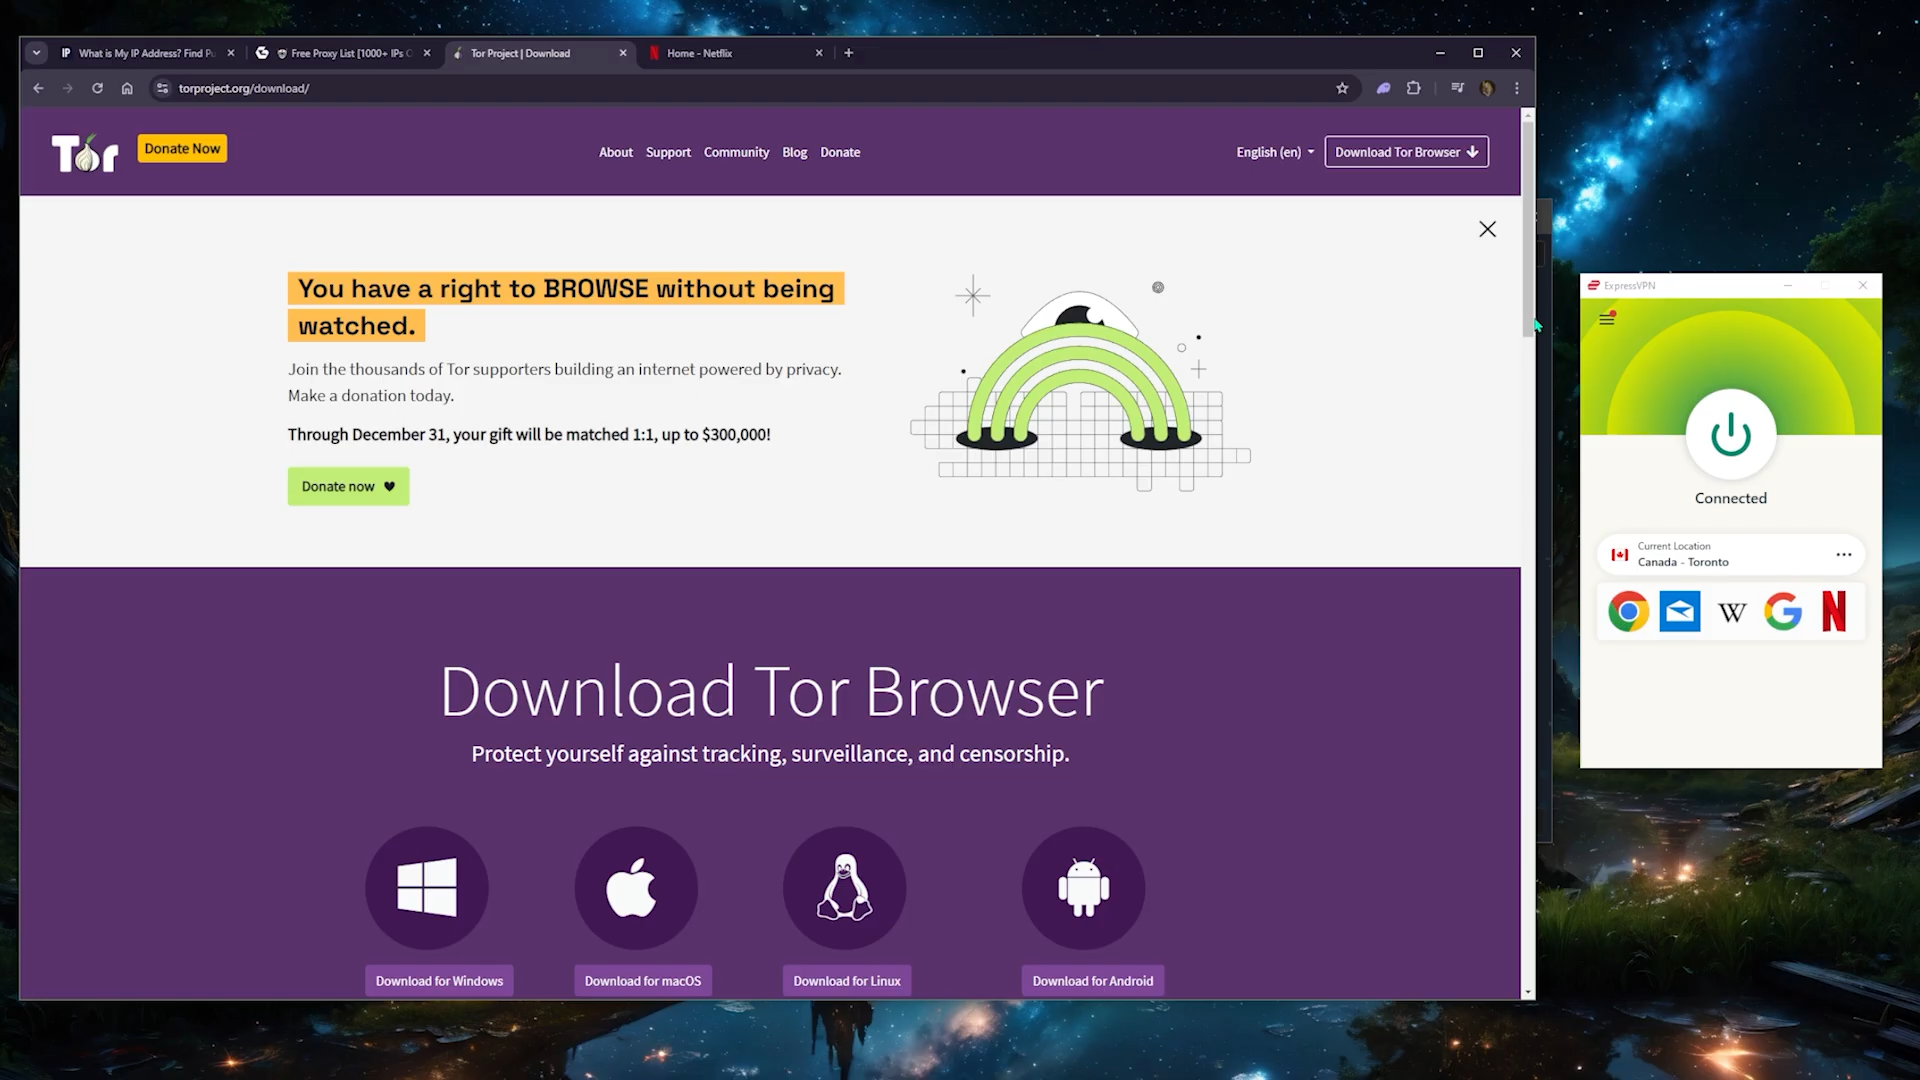 What is My IP Address? Find Pu
Free Proxy List [1000+ IPs
Tor Project | Download
Home - Netflix
torproject.org/download/
Tor
Donate Now
About
Support
Community
Blog
Donate
English (en)
Download Tor Browser
You have a right to BROWSE without being
watched.
Join the thousands of Tor supporters building an internet powered by privacy.
Make a donation today.
Through December 31, your gift will be matched 1:1, up to $300,000!
Donate now
Download Tor Browser
Protect yourself against tracking, surveillance, and censorship.
Download for Windows
Download for macOS
Download for Linux
Download for Android
ExpressVPN
Connected
Current Location
Canada - Toronto